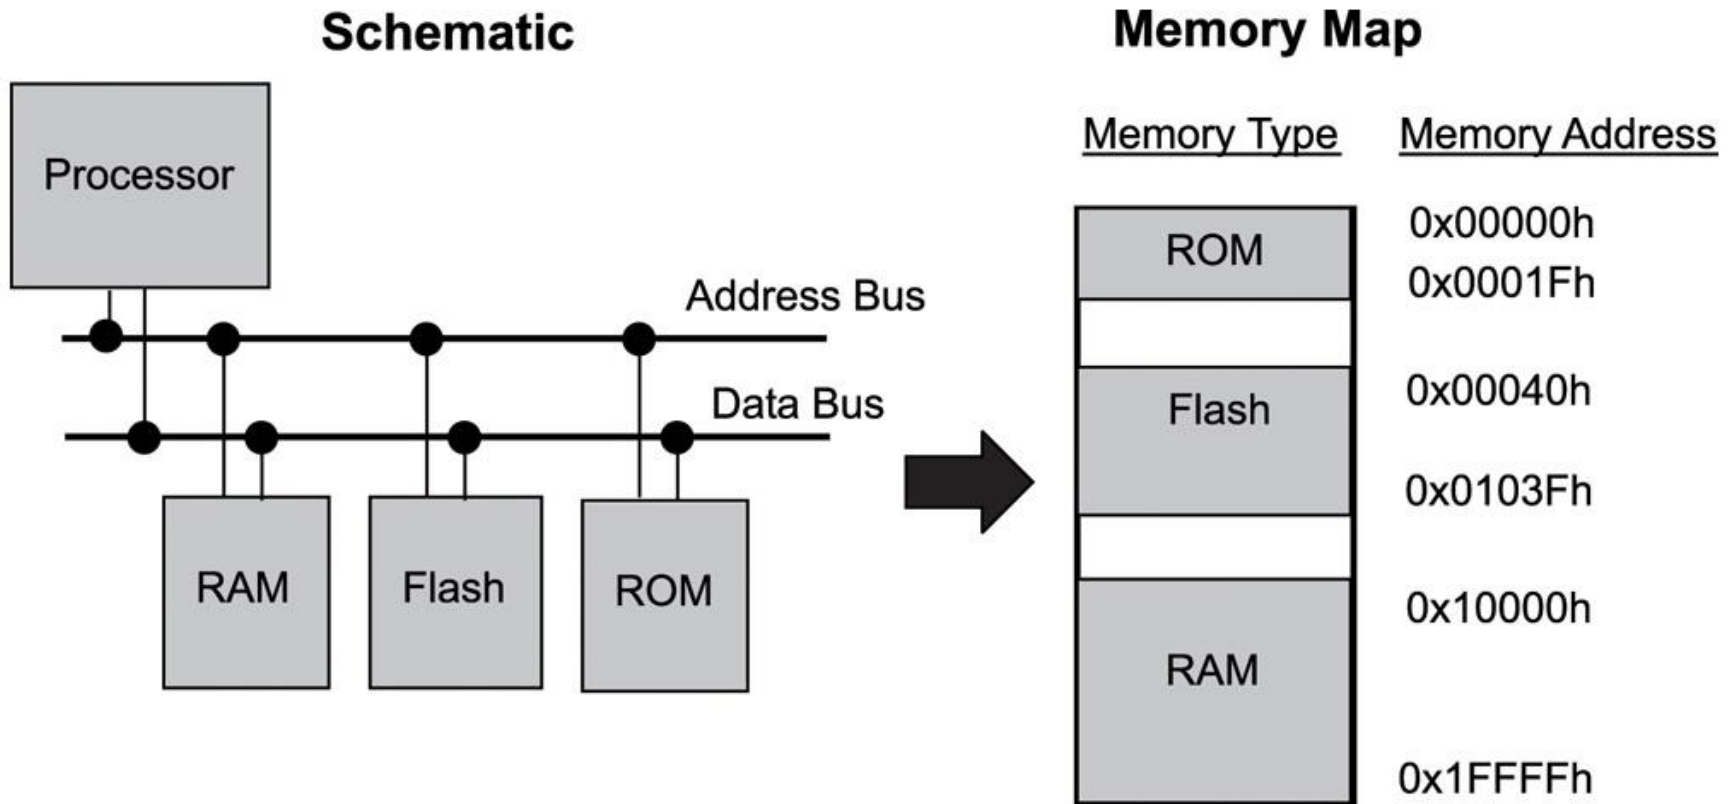 Schematic
Processor
Address Bus
Data Bus
RAM
Flash
ROM
Memory Map
Memory Type
Memory Address
ROM
0x00000h
0x0001Fh
Flash
0x00040h
0x0103Fh
RAM
0x10000h
0x1FFFFh